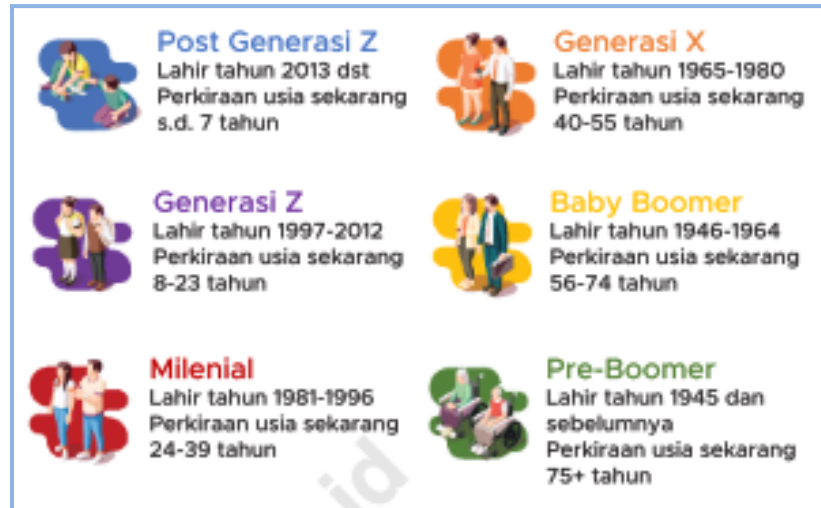 Post Generasi Z
Lahir tahun 2013 dst
Perkiraan usia sekarang
s.d. 7 tahun
Generasi Z
Lahir tahun 1997-2012
Perkiraan usia sekarang
8-23 tahun
Milenial
Lahir tahun 1981-1996
Perkiraan usia sekarang
24-39 tahun
Generasi X
Lahir tahun 1965-1980
Perkiraan usia sekarang
40-55 tahun
Baby Boomer
Lahir tahun 1946-1964
Perkiraan usia sekarang
56-74 tahun
Pre-Boomer
Lahir tahun 1945 dan
sebelumnya
Perkiraan usia sekarang
75+ tahun
id